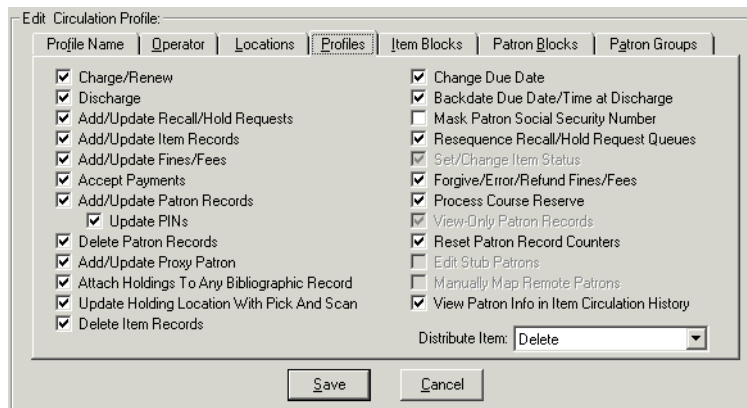 Edit Circulation Profile:
Profile Name
Operator
Locations
Profiles
Item Blocks
Patron Blocks
Patron Groups
Charge/Renew
Discharge
Add/Update Recall/Hold Requests
Add/Update Item Records
Add/Update Fines/Fees
Accept Payments
Add/Update Patron Records
Update PINs
Delete Patron Records
Add/Update Proxy Patron
Attach Holdings To Any Bibliographic Record
Update Holding Location With Pick And Scan
Delete Item Records
Change Due Date
Backdate Due Date/Time at Discharge
Mask Patron Social Security Number
Resequence Recall/Hold Request Queues
Set/Change Item Status
Forgive/Error/Refund Fines/Fees
Process Course Reserve
View-Only Patron Records
Reset Patron Record Counters
Edit Stub Patrons
Manually Map Remote Patrons
View Patron Info in Item Circulation History
Distribute Item: Delete
Save
Cancel